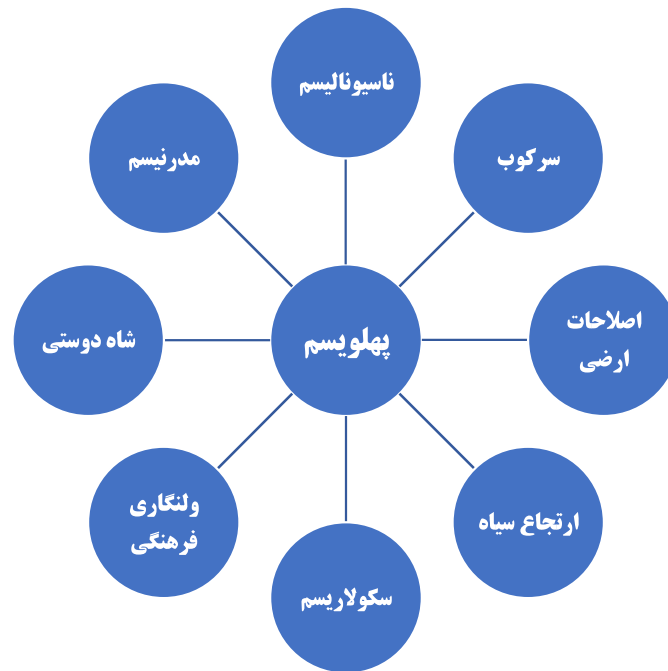 ناسیونالیسم
سرکوب
اصلاحات
ارضی
ارتجاع سیاه
سکولاریسم
ولنگاری
فرهنگی
شاه دوستی
مدرنیسم
پهلویسم